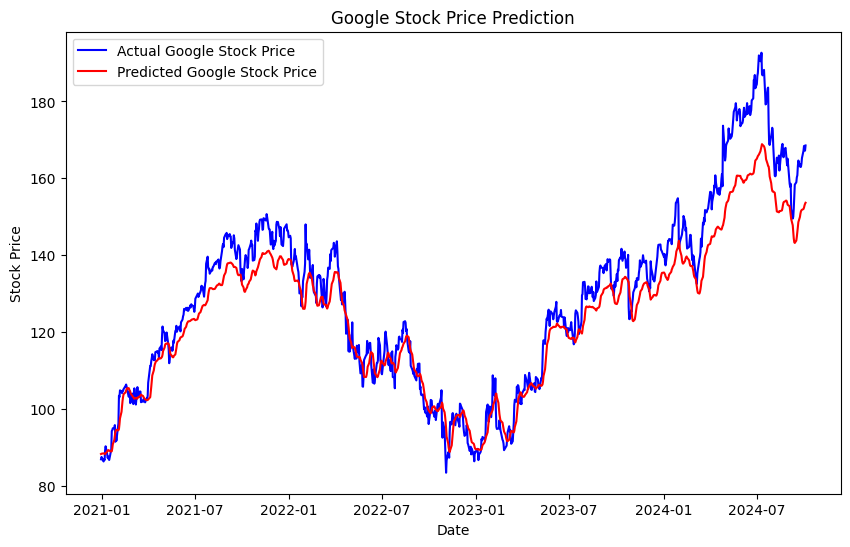 Google Stock Price Prediction
Actual Google Stock Price
Predicted Google Stock Price
Stock Price
180
160
140
120
100
80
2021-01
2021-07
2022-01
2022-07
2023-01
2023-07
2024-01
2024-07
Date